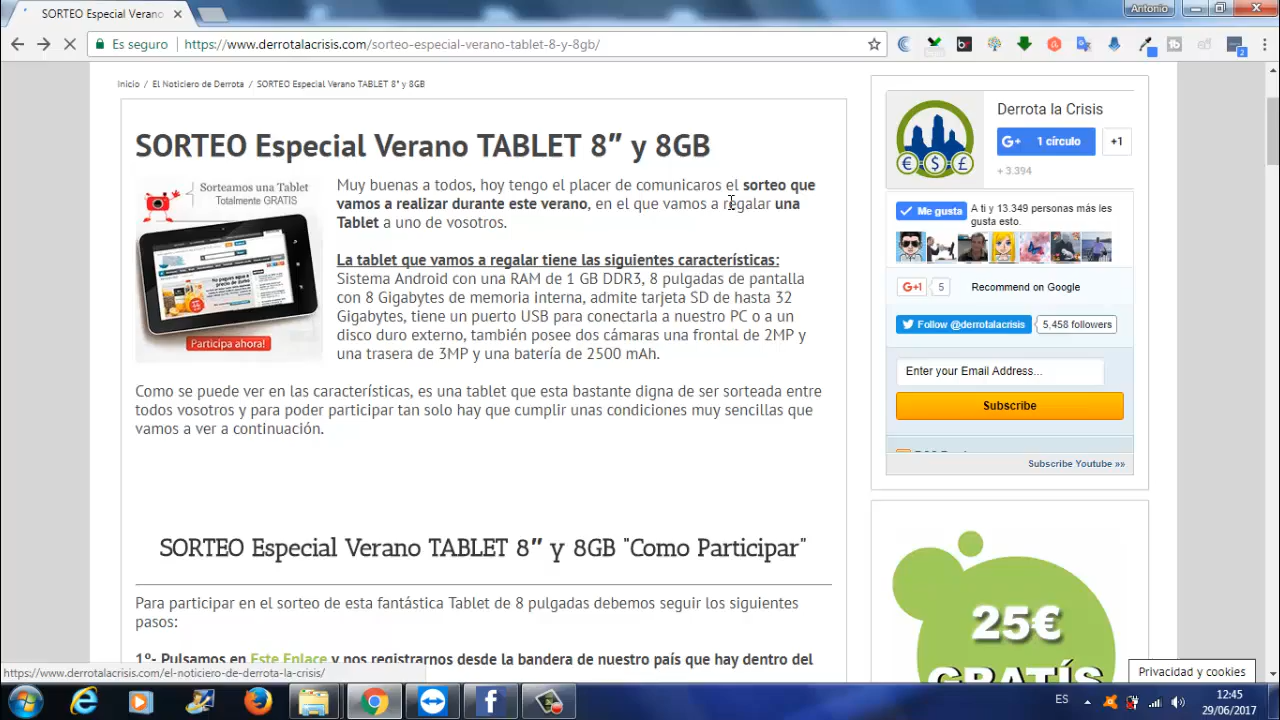 SORTEO Especial Verano
Antonio
Es seguro
https://www.derrotalacrisis.com/sorteo-especial-verano-tablet-8-y-8gb/
Inicio / El Noticiero de Derrota / SORTEO Especial Verano TABLET 8" y 8GB
SORTEO Especial Verano TABLET 8″ y 8GB
Sorteamos una Tablet
Totalmente GRATIS
Participa ahora!
Muy buenas a todos, hoy tengo el placer de comunicaros el sorteo que
vamos a realizar durante este verano, en el que vamos a regalar una
Tablet a uno de vosotros.
La tablet que vamos a regalar tiene las siguientes características:
Sistema Android con una RAM de 1 GB DDR3, 8 pulgadas de pantalla
con 8 Gigabytes de memoria interna, admite tarjeta SD de hasta 32
Gigabytes, tiene un puerto USB para conectarla a nuestro PC o a un
disco duro externo, también posee dos cámaras una frontal de 2MP y
una trasera de 3MP y una batería de 2500 mAh.
Como se puede ver en las características, es una tablet que esta bastante digna de ser sorteada entre
todos vosotros y para poder participar tan solo hay que cumplir unas condiciones muy sencillas que
vamos a ver a continuación.
SORTEO Especial Verano TABLET 8″ y 8GB "Como Participar"
Para participar en el sorteo de esta fantástica Tablet de 8 pulgadas debemos seguir los siguientes
pasos:
1º- Pulsamos en Este Enlace y nos registrarnos desde la bandera de nuestro país que hay dentro del
Derrota la Crisis
G+ 1 círculo
+1
+ 3.394
Me gusta
A ti y 13 349 personas más les
gusta esto.
G+1
5
Recommend on Google
Follow @derrotalacrisis
5,458 followers
Enter your Email Address...
Subscribe
Subscribe Youtube »»
25€
GRATÍS
Privacidad y cookies
https://www.derrotalacrisis.com/el-noticiero-de-derrota-la-crisis/
ES
12:45
29/06/2017